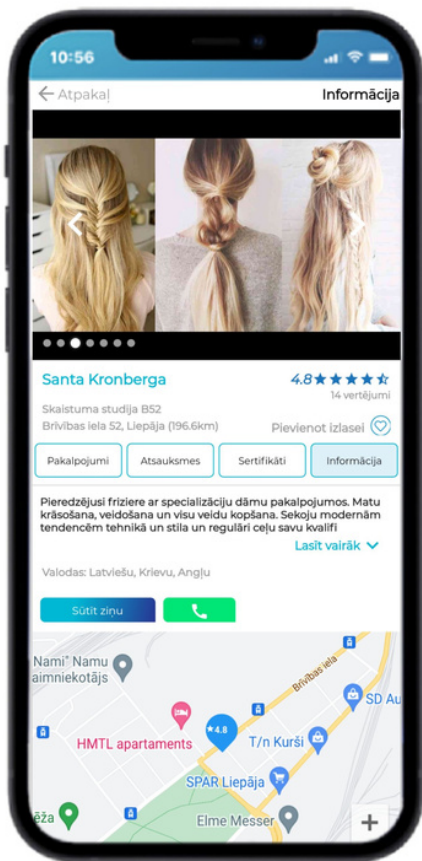 10:56
Atpakaļ
Informācija
Santa Kronberga
4.8
14 vērtējumi
Skaistuma studija B52
Brīvības iela 52, Liepāja (196.6km)
Pievienot izlasei
Pakalpojumi
Atsauksmes
Sertifikāti
Informācija
Pieredzējusi friziere ar specializāciju dāmu pakalpojumos. Matu
krāsošana, veidošana un visu veidu kopšana. Sekoju modernām
tendencēm tehnikā un stila un regulāri ceļu savu kvalifi
Lasīt vairāk
Valodas: Latviešu, Krievu, Angļu
Sūtīt ziņu
Nami" Namu
aimniekotājs
Brīvības iela
SD Au
4.8
HMTL apartaments
T/n Kurši
SPAR Liepāja
ēža
Elme Messer
+